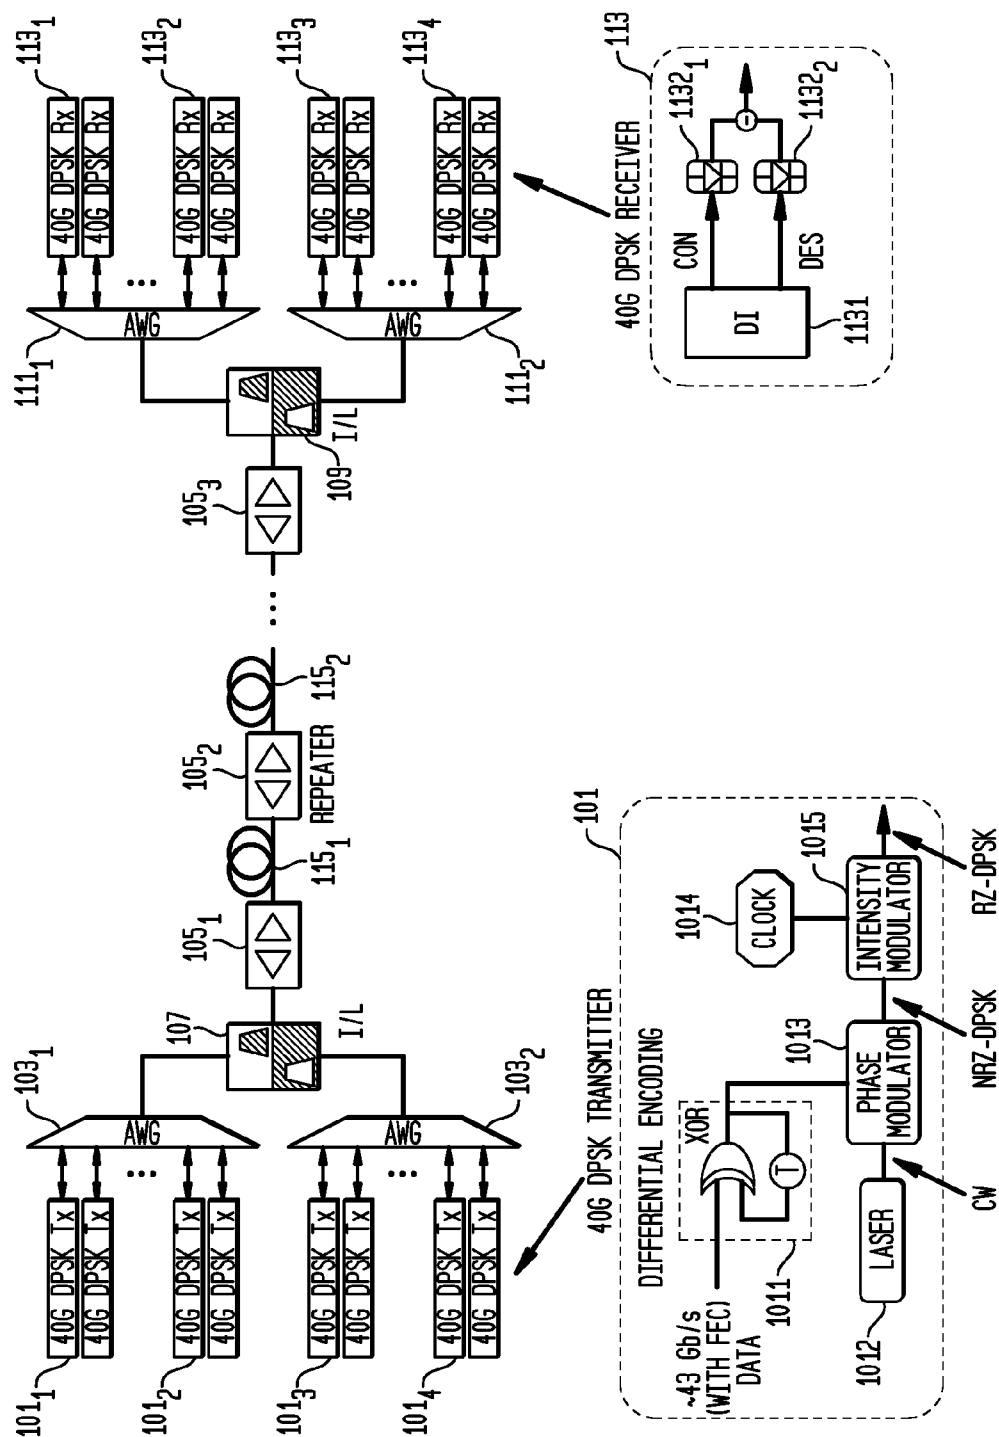 101₁
40G DPSK Tx
40G DPSK Tx
101₂
40G DPSK Tx
40G DPSK Tx
101₃
40G DPSK Tx
40G DPSK Tx
101₄
40G DPSK Tx
40G DPSK Tx
...
...
103₁
AWG
103₂
AWG
107
I/L
105₁
115₁
105₂
REPEATER
115₂
...
105₃
109
I/L
111₁
AWG
111₂
AWG
...
...
113₁
40G DPSK Rx
40G DPSK Rx
113₂
40G DPSK Rx
40G DPSK Rx
113₃
40G DPSK Rx
40G DPSK Rx
113₄
40G DPSK Rx
40G DPSK Rx
40G DPSK TRANSMITTER
101
DIFFERENTIAL ENCODING
~43 Gb/s
(WITH FEC)
DATA
XOR
T
1011
CLOCK
1014
LASER
1012
PHASE
MODULATOR
1013
INTENSITY
MODULATOR
1015
CW
NRZ-DPSK
RZ-DPSK
40G DPSK RECEIVER
113
DI
1131
CON
DES
1132₁
1132₂
-